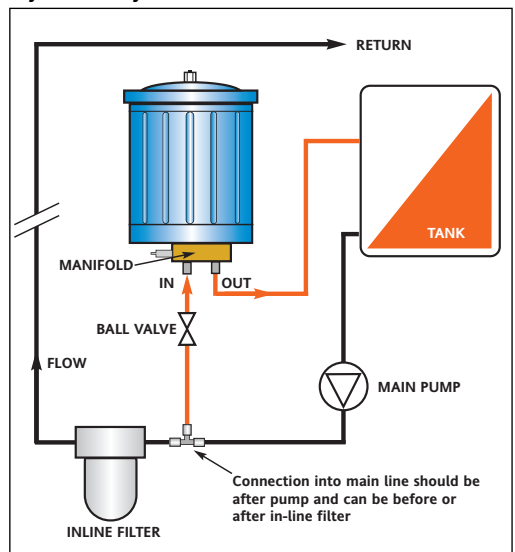 RETURN
TANK
MANIFOLD
IN
OUT
BALL VALVE
FLOW
MAIN PUMP
Connection into main line should be
after pump and can be before or
after in-line filter
INLINE FILTER